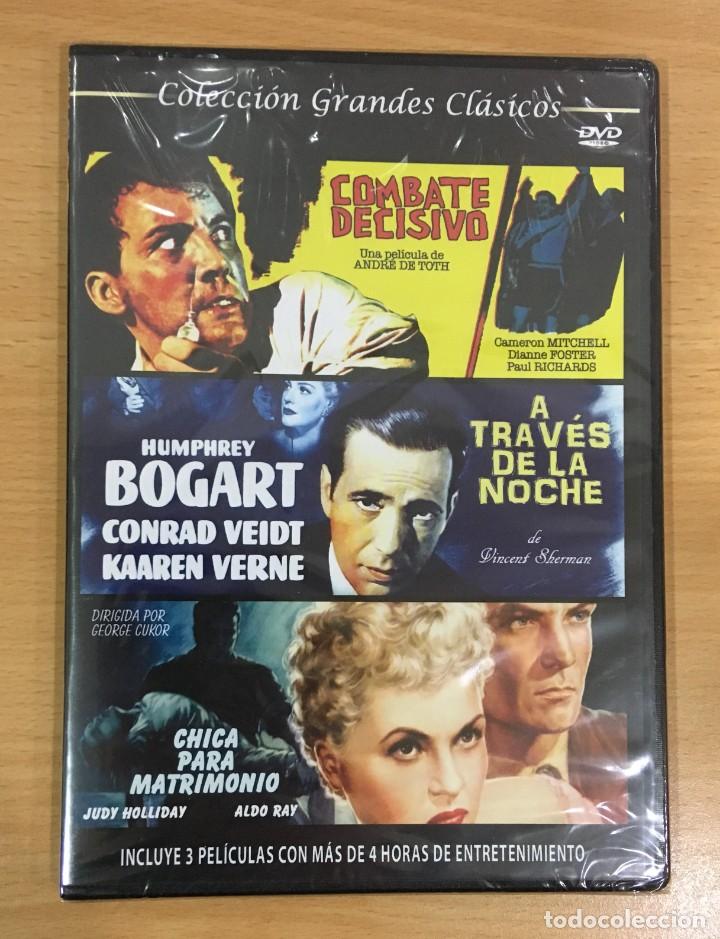 Colección Grandes Clásicos
DVD
VIDEO
COMBATE
DECISIVO
Una película de
ANDRÉ DE TOTH
Cameron MITCHELL
Dianne FOSTER
Paul RICHARDS
HUMPHREY
BOGART
CONRAD VEIDT
KAAREN VERNE
A
TRAVÉS
DE LA
NOCHE
de
Vincent Sherman
DIRIGIDA POR
GEORGE CUKOR
CHICA
PARA
MATRIMONIO
JUDY HOLLIDAY ALDO RAY
INCLUYE 3 PELÍCULAS CON MÁS DE 4 HORAS DE ENTRETENIMIENTO
todocoleccion